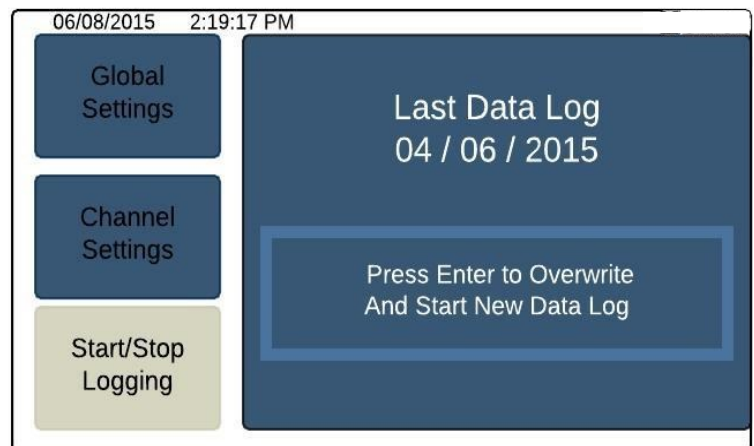 06/08/2015 2:19:17 PM
Global
Settings
Channel
Settings
Start/Stop
Logging
Last Data Log
04 / 06 / 2015
Press Enter to Overwrite
And Start New Data Log